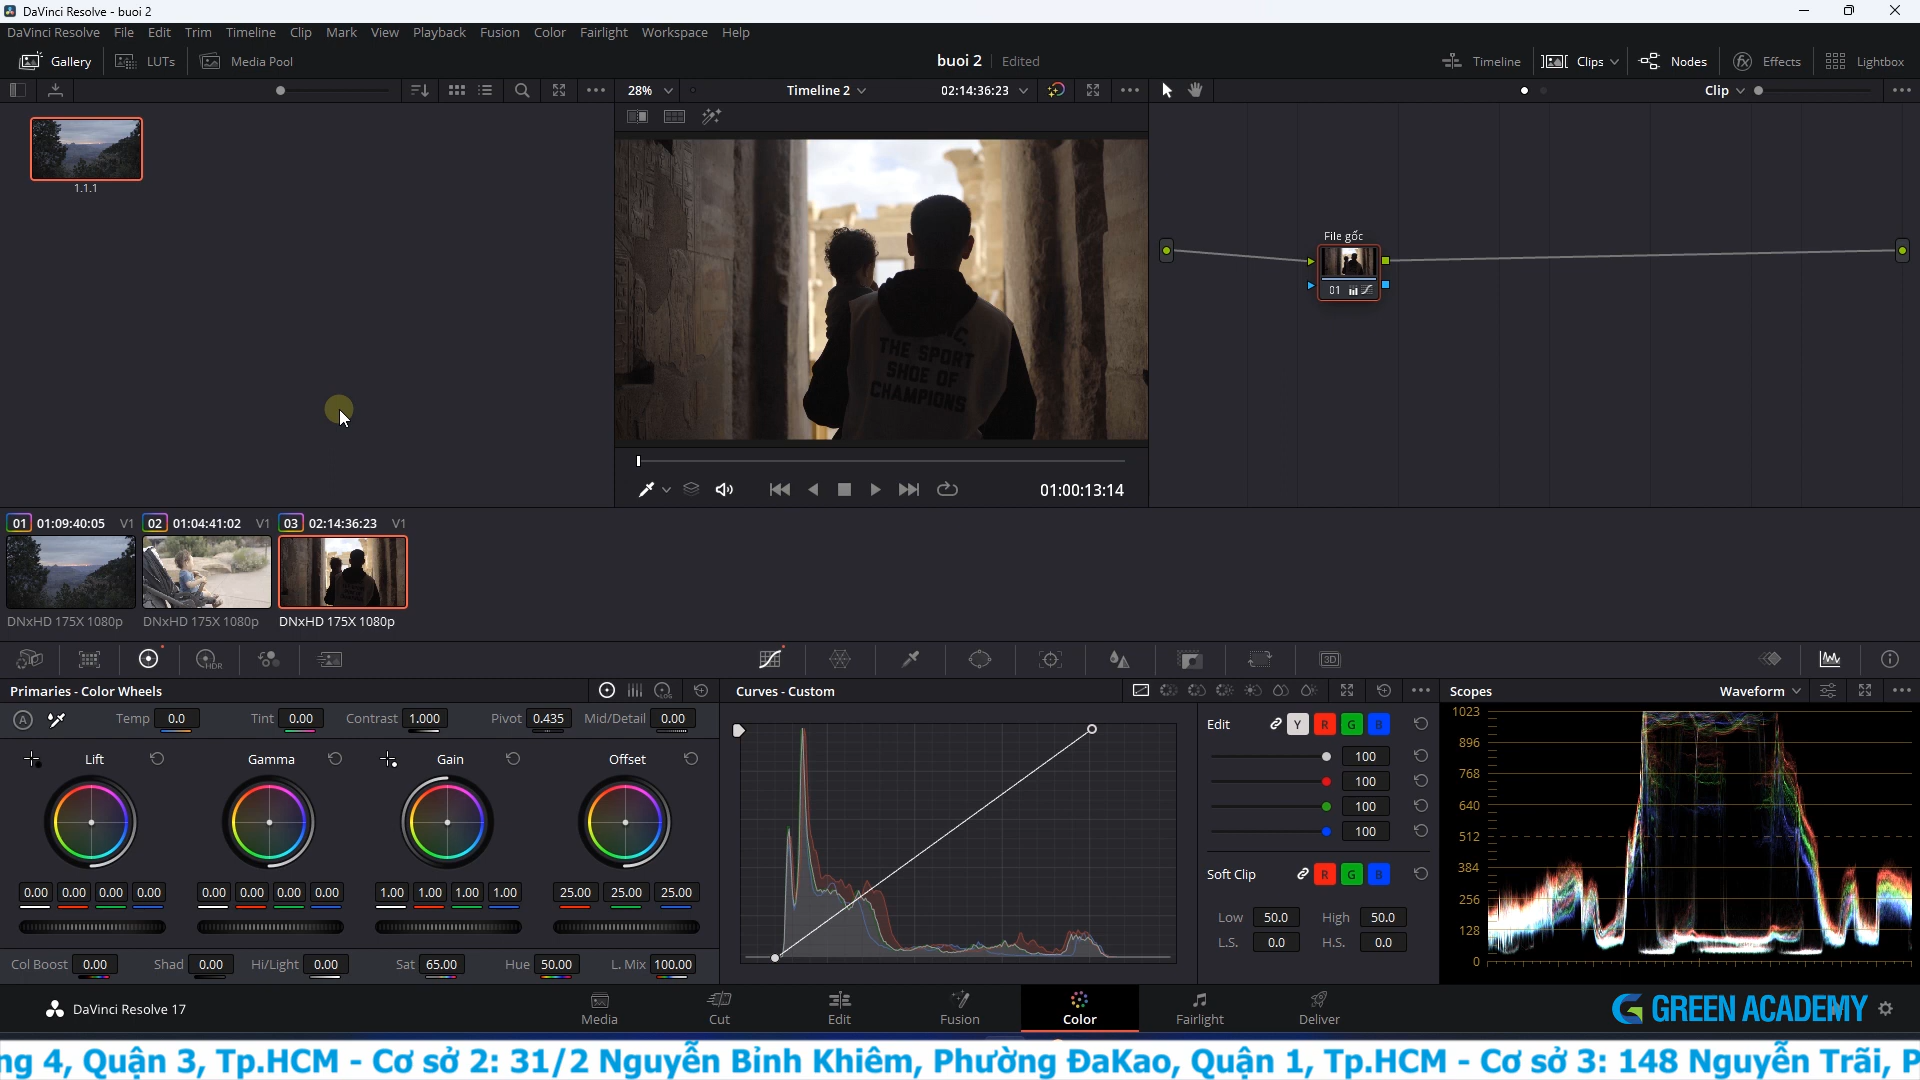 DaVinci Resolve - buoi 2
DaVinci Resolve File Edit Trim Timeline Clip Mark View Playback Fusion Color Fairlight Workspace Help
Gallery LUTs Media Pool buoi 2 Edited Timeline Clips Nodes Effects Lightbox
28% Timeline 2 02:14:36:23 Clip
1.1.1
THE SPORT
SHOE OF
CHAMPIONS
File gốc
01
01:00:13:14
01 01:09:40:05 V1 02 01:04:41:02 V1 03 02:14:36:23 V1
DNxHD 175X 1080p DNxHD 175X 1080p DNxHD 175X 1080p
HDR 3D
Primaries - Color Wheels LOG Curves - Custom Scopes Waveform
A Temp 0.0 Tint 0.00 Contrast 1.000 Pivot 0.435 Mid/Detail 0.00
Lift Gamma Gain Offset
0.00 0.00 0.00 0.00 0.00 0.00 0.00 0.00 1.00 1.00 1.00 1.00 25.00 25.00 25.00
Col Boost 0.00 Shad 0.00 Hi/Light 0.00 Sat 65.00 Hue 50.00 L. Mix 100.00
Edit Y R G B
100
100
100
100
Soft Clip R G B
Low 50.0 High 50.0
L.S. 0.0 H.S. 0.0
1023
896
768
640
512
384
256
128
0
DaVinci Resolve 17 Media Cut Edit Fusion Color Fairlight Deliver GREEN ACADEMY
ng 4, Quận 3, Tp.HCM - Cơ sở 2: 31/2 Nguyễn Bỉnh Khiêm, Phường ĐaKao, Quận 1, Tp.HCM - Cơ sở 3: 148 Nguyễn Trãi, P